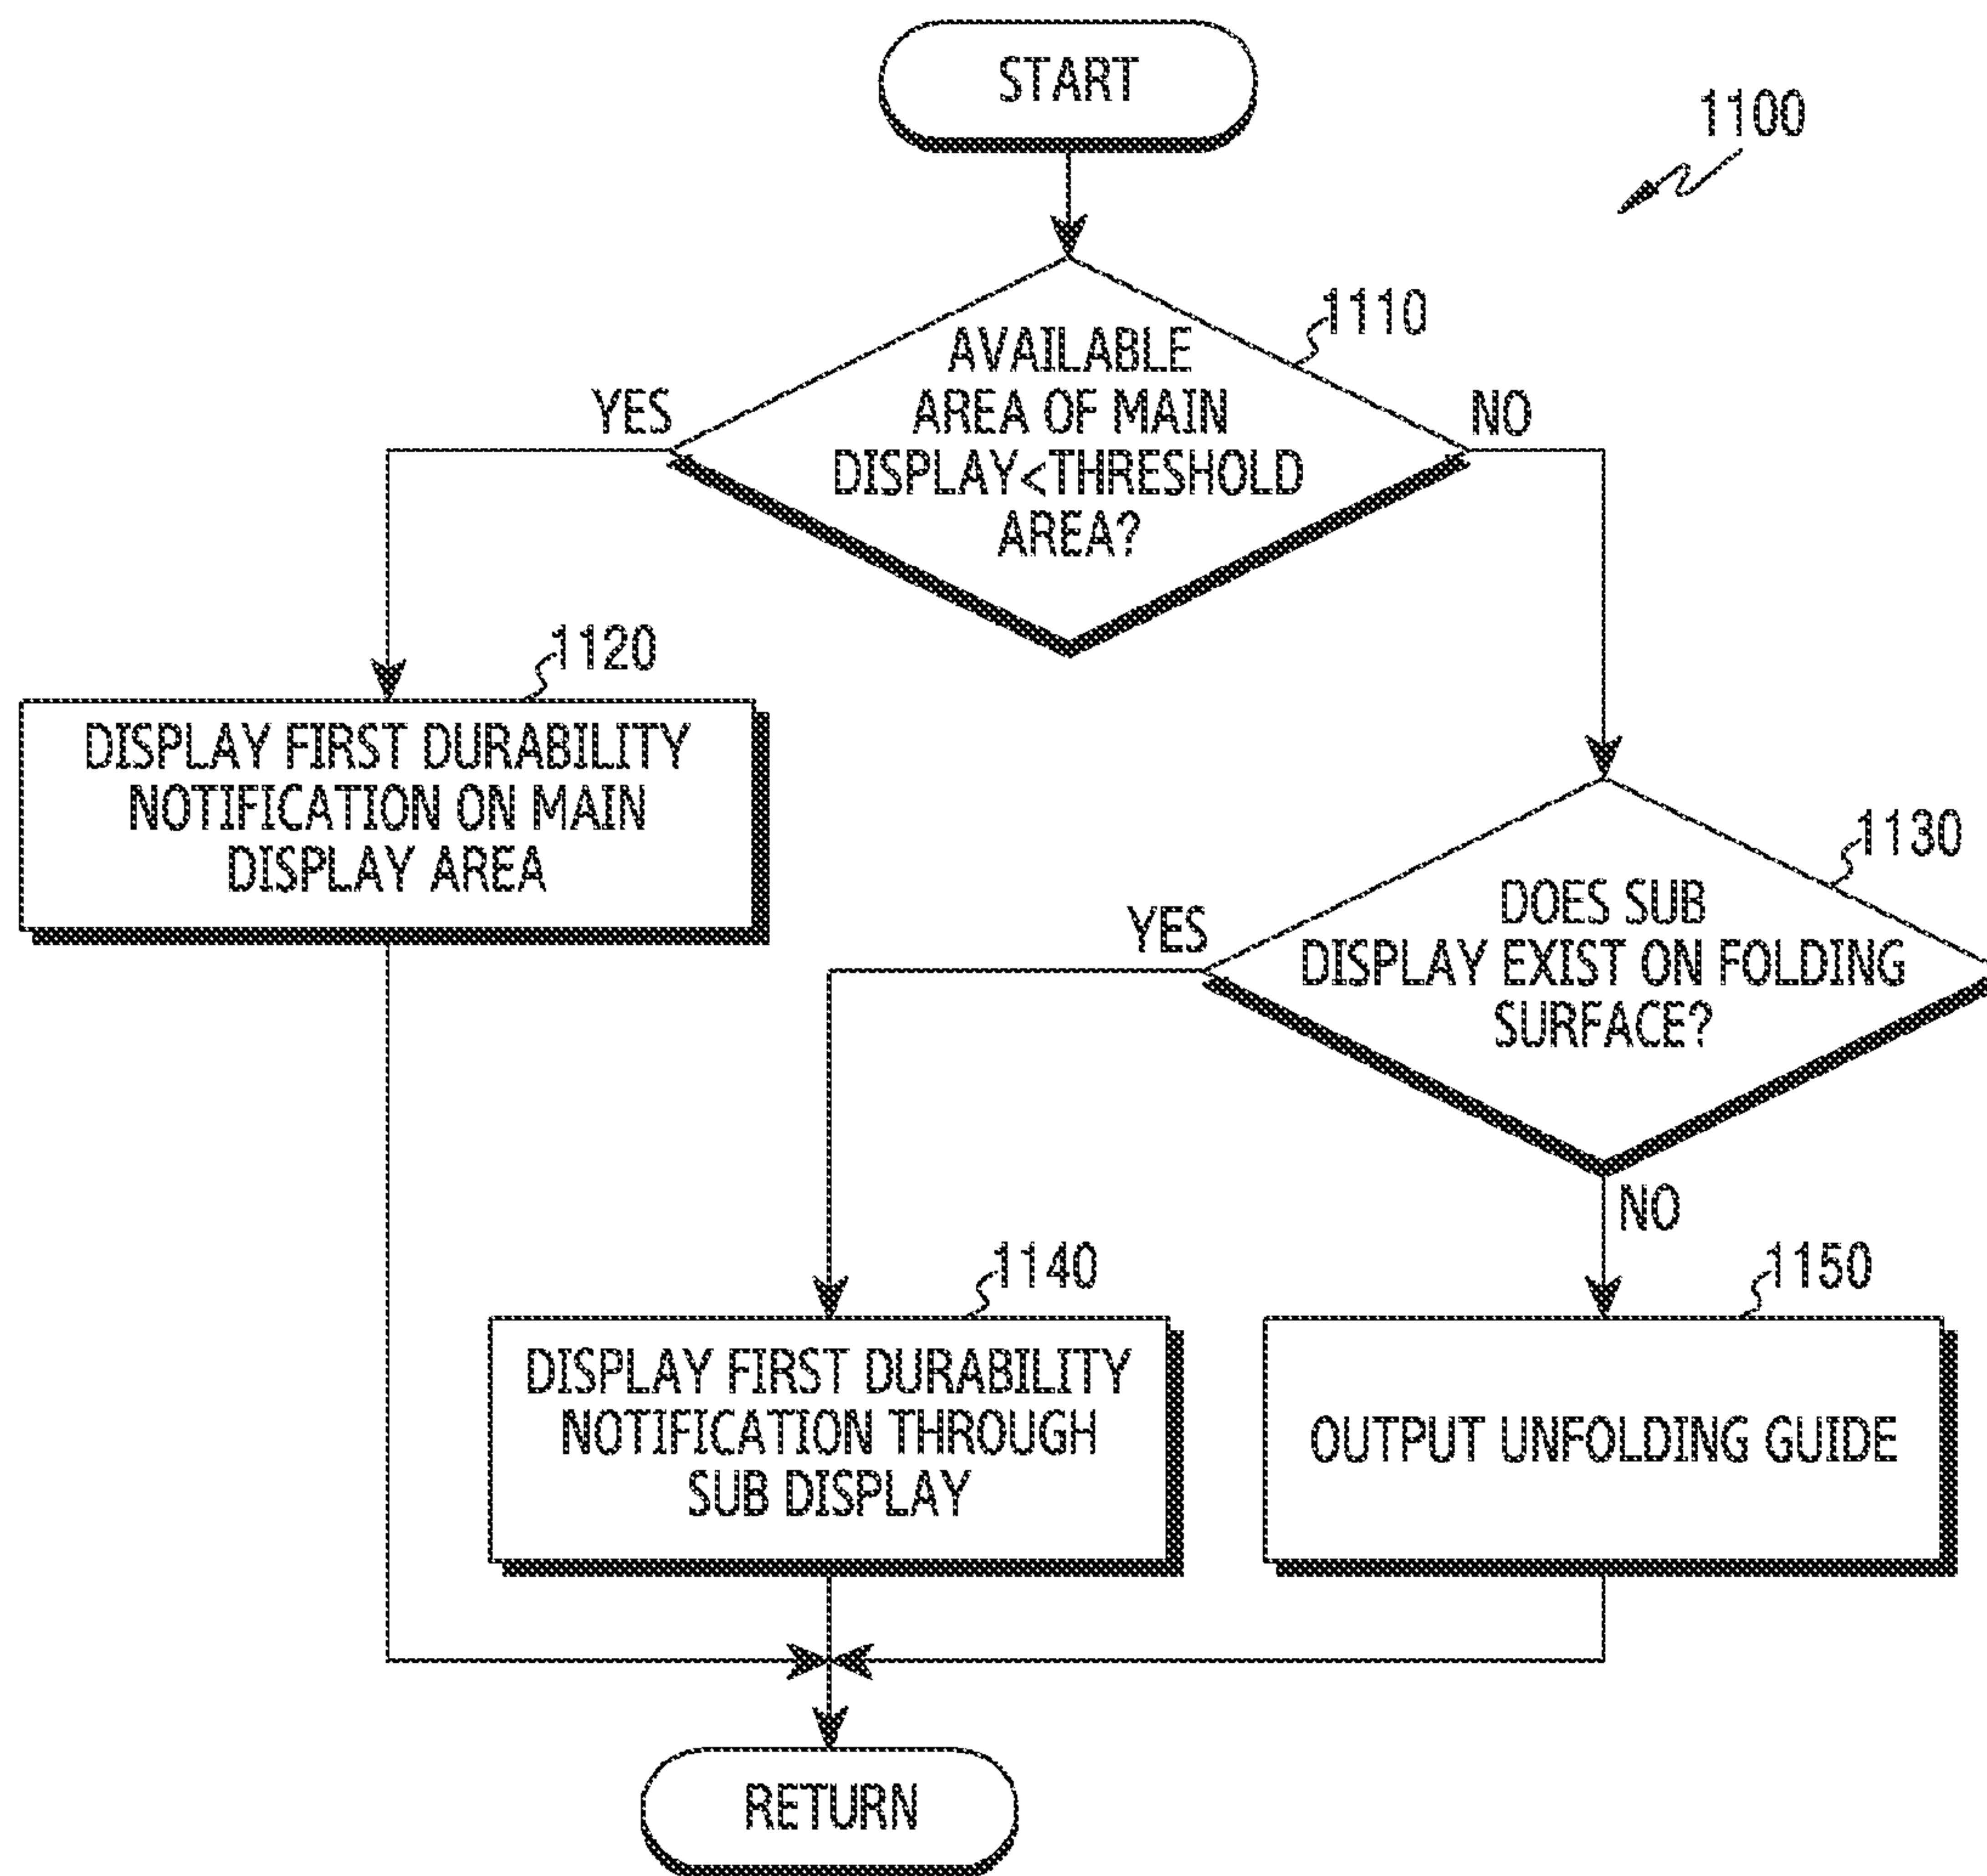 START
1100
1110
AVAILABLE
AREA OF MAIN
DISPLAY<THRESHOLD
AREA?
YES
NO
1120
DISPLAY FIRST DURABILITY
NOTIFICATION ON MAIN
DISPLAY AREA
1130
DOES SUB
DISPLAY EXIST ON FOLDING
SURFACE?
YES
NO
1140
DISPLAY FIRST DURABILITY
NOTIFICATION THROUGH
SUB DISPLAY
1150
OUTPUT UNFOLDING GUIDE
RETURN